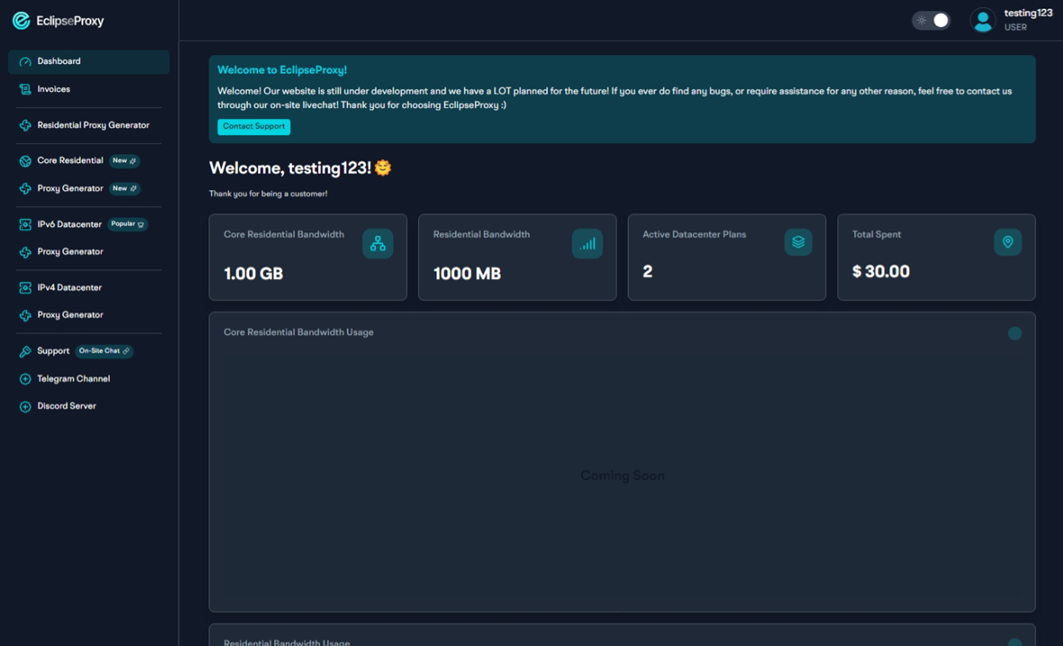 EclipseProxy
testing123
USER
Dashboard
Invoices
Residential Proxy Generator
Core Residential New
Proxy Generator New
IPv6 Datacenter Popular
Proxy Generator
IPv4 Datacenter
Proxy Generator
Support On-Site Chat
Telegram Channel
Discord Server
Welcome to EclipseProxy!
Welcome! Our website is still under development and we have a LOT planned for the future! If you ever do find any bugs, or require assistance for any other reason, feel free to contact us
through our on-site livechat! Thank you for choosing EclipseProxy :)
Contact Support
Welcome, testing123!🌞
Thank you for being a customer!
Core Residential Bandwidth
1.00 GB
Residential Bandwidth
1000 MB
Active Datacenter Plans
2
Total Spent
$ 30.00
Core Residential Bandwidth Usage
Coming Soon
Residential Bandwidth Usage